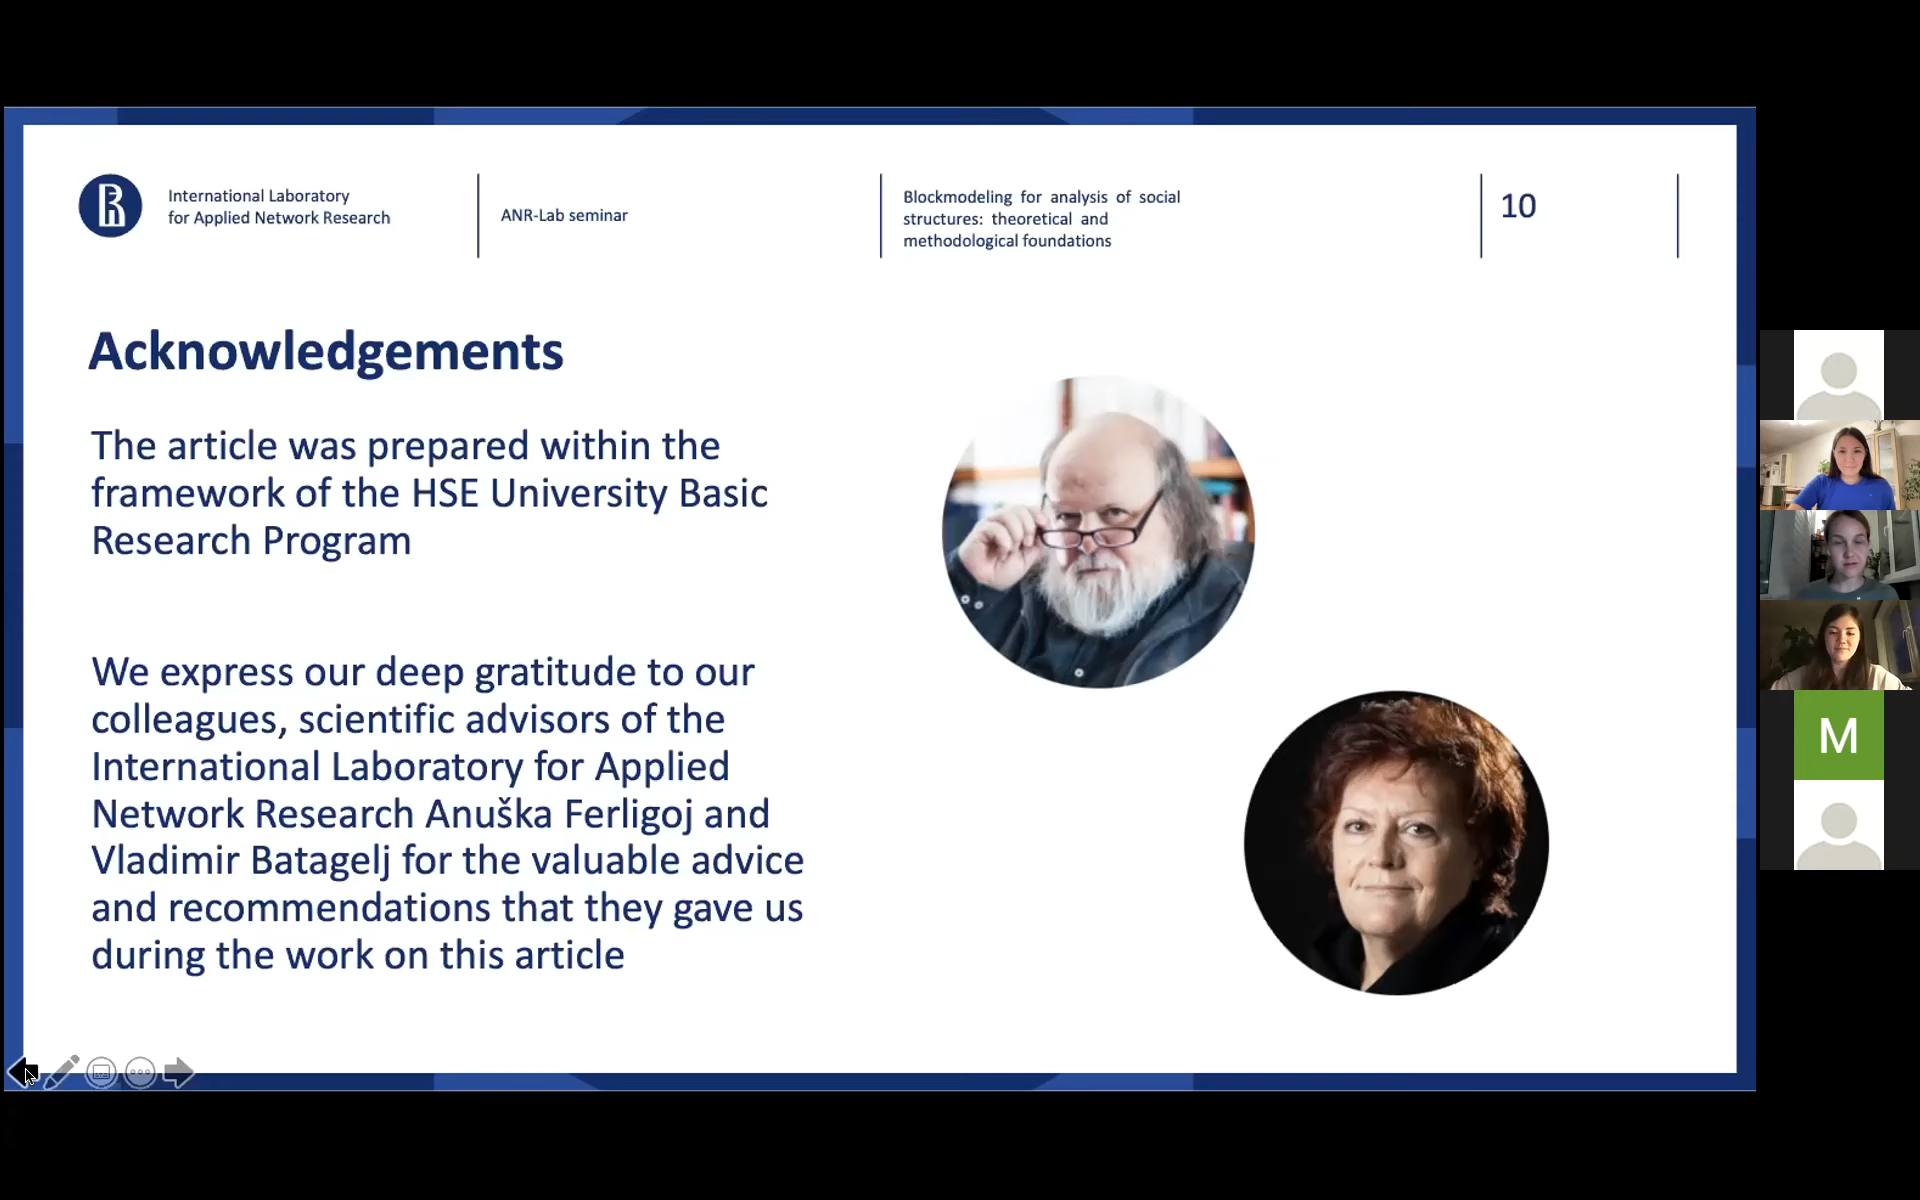 International Laboratory
for Applied Network Research
ANR-Lab seminar
Blockmodeling for analysis of social
structures: theoretical and
methodological foundations
10
Acknowledgements
The article was prepared within the
framework of the HSE University Basic
Research Program
We express our deep gratitude to our
colleagues, scientific advisors of the
International Laboratory for Applied
Network Research Anuška Ferligoj and
Vladimir Batagelj for the valuable advice
and recommendations that they gave us
during the work on this article
M